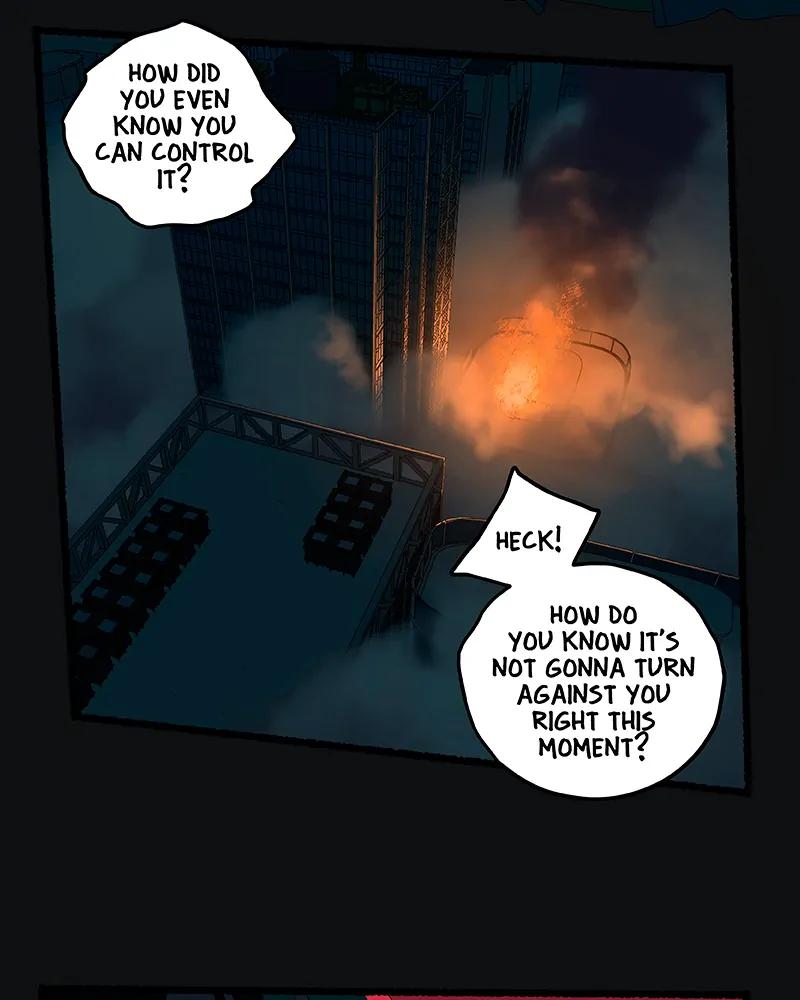 HOW DID
YOU EVEN
KNOW YOU
CAN CONTROL
IT?
HECK!
HOW DO
YOU KNOW IT'S
NOT GONNA TURN
AGAINST YOU
RIGHT THIS
MOMENT?